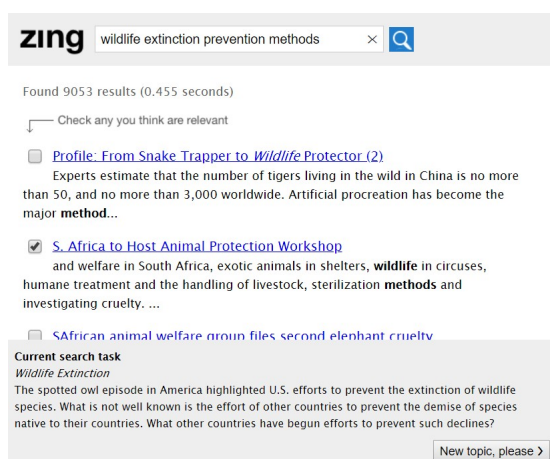 zing wildlife extinction prevention methods ×
Found 9053 results (0.455 seconds)
Check any you think are relevant
Profile: From Snake Trapper to Wildlife Protector (2)
Experts estimate that the number of tigers living in the wild in China is no more
than 50, and no more than 3,000 worldwide. Artificial procreation has become the
major method...
S. Africa to Host Animal Protection Workshop
and welfare in South Africa, exotic animals in shelters, wildlife in circuses,
humane treatment and the handling of livestock, sterilization methods and
investigating cruelty. ...
SAfrican animal welfare group files second elephant cruelty
Current search task
Wildlife Extinction
The spotted owl episode in America highlighted U.S. efforts to prevent the extinction of wildlife
species. What is not well known is the effort of other countries to prevent the demise of species
native to their countries. What other countries have begun efforts to prevent such declines?
New topic, please >